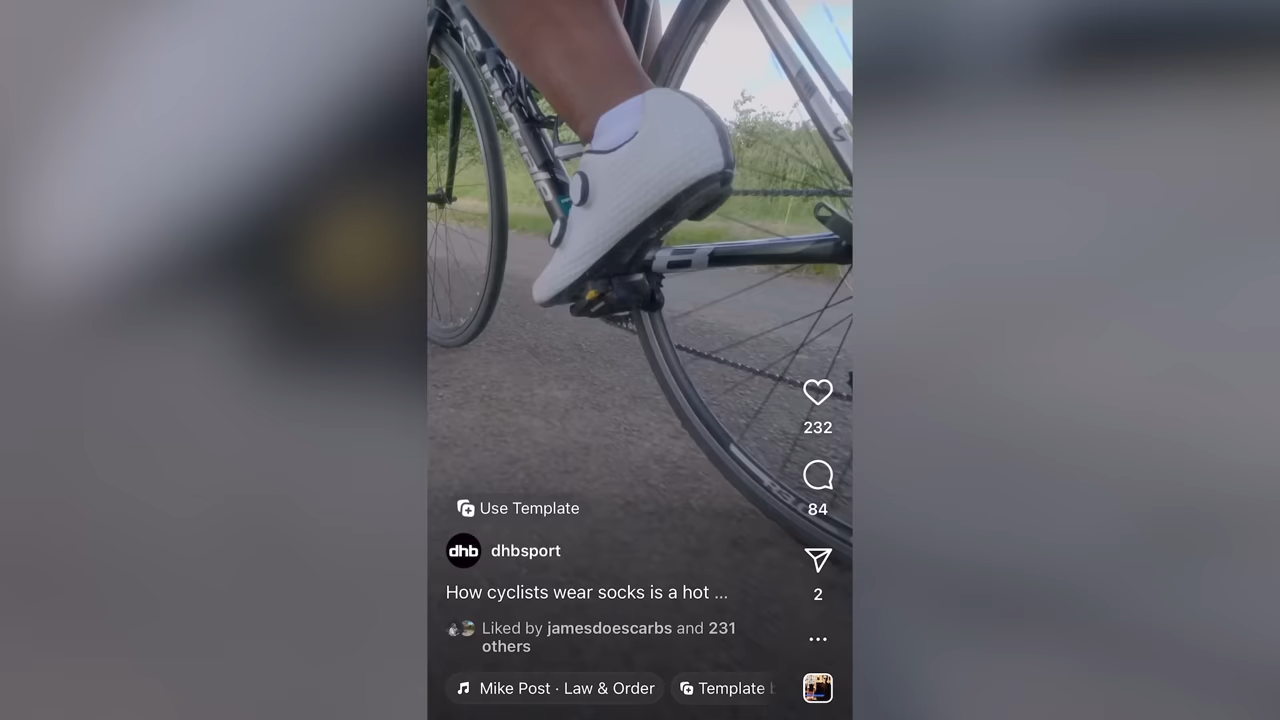 232
84
Use Template
dhb
dhbsport
How cyclists wear socks is a hot ...
2
Liked by jamesdoescarbs and 231
others
Mike Post · Law & Order
Template